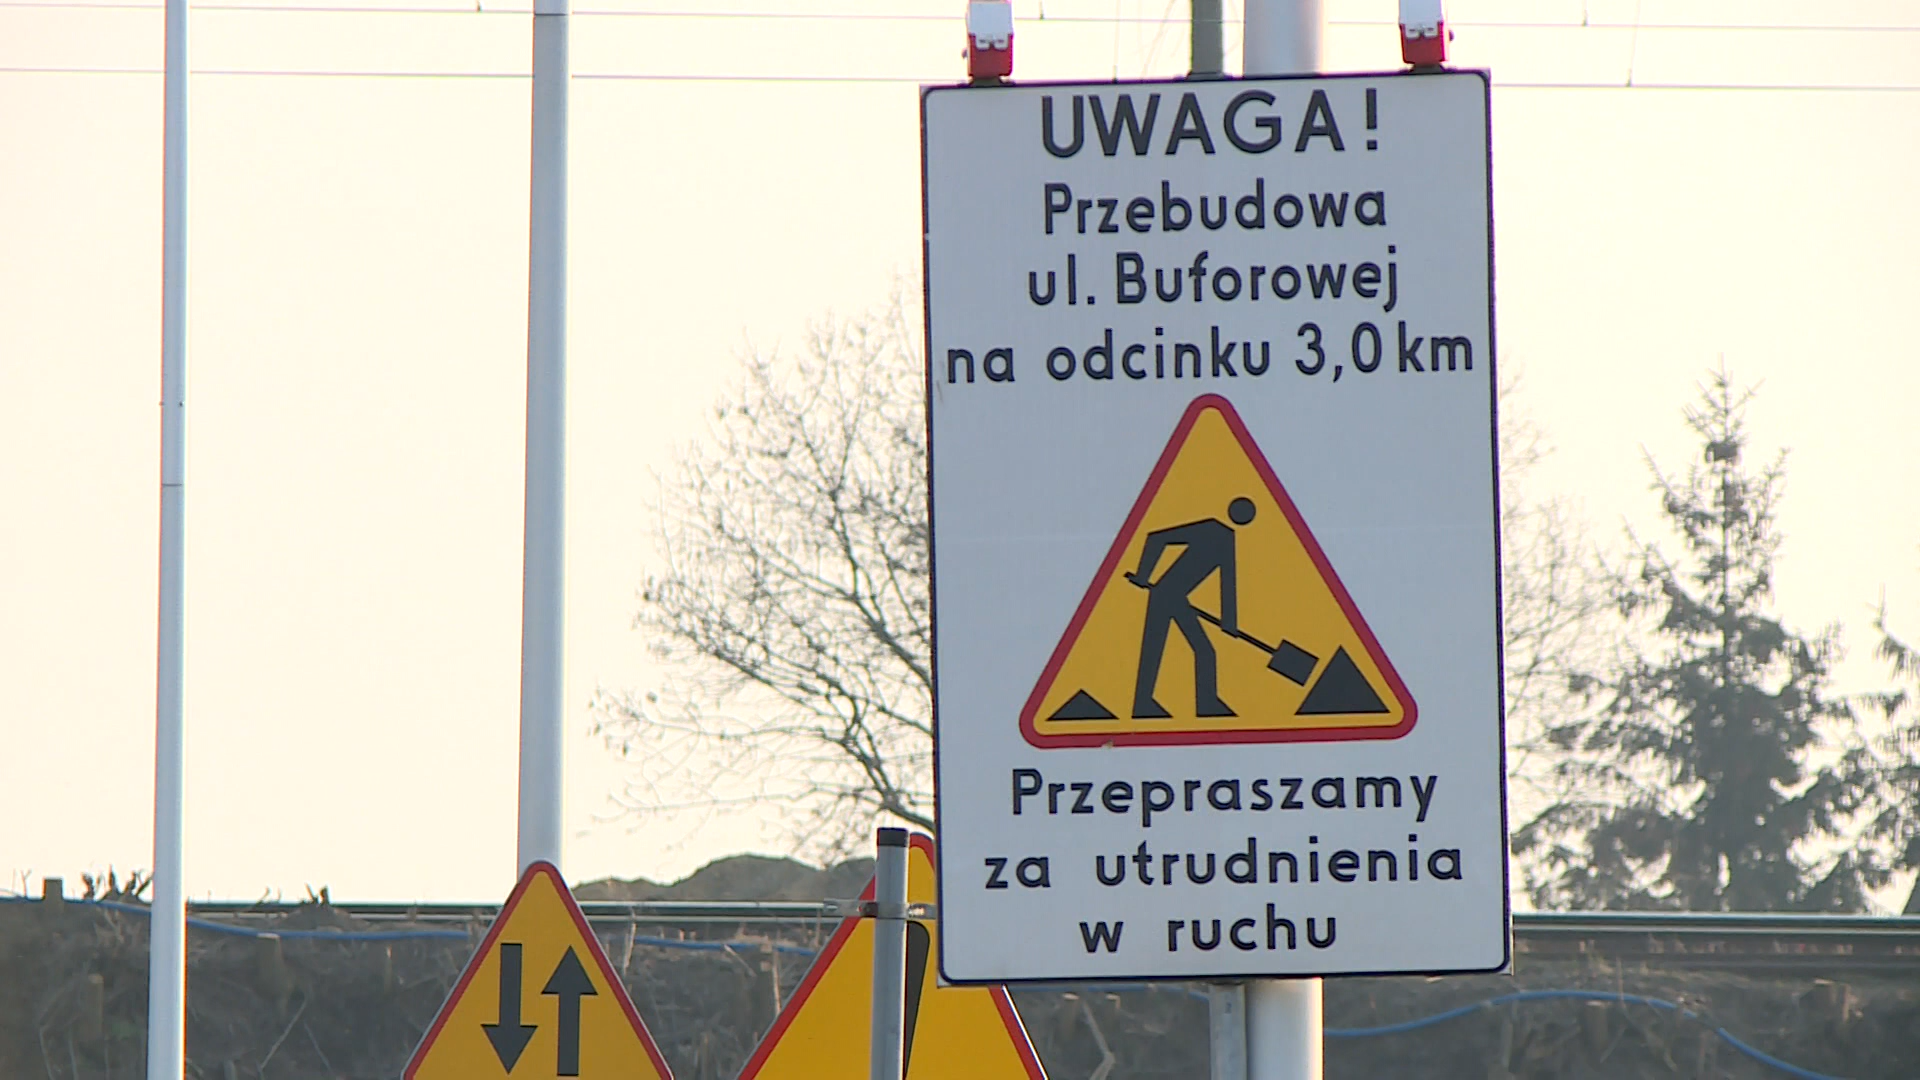 UWAGA!
Przebudowa
ul. Buforowej
na odcinku 3,0 km
Przepraszamy
za utrudnienia
w ruchu